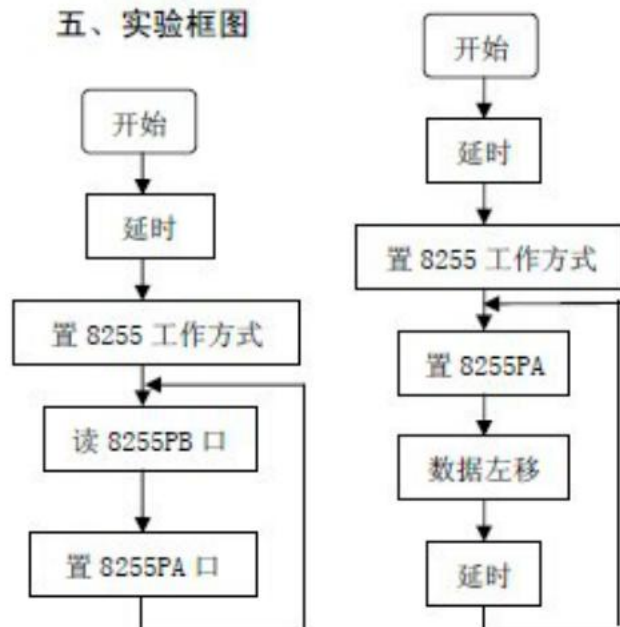 五、实验框图
开始
延时
置 8255 工作方式
读 8255PB 口
置 8255PA 口
开始
延时
置 8255 工作方式
置 8255PA
数据左移
延时